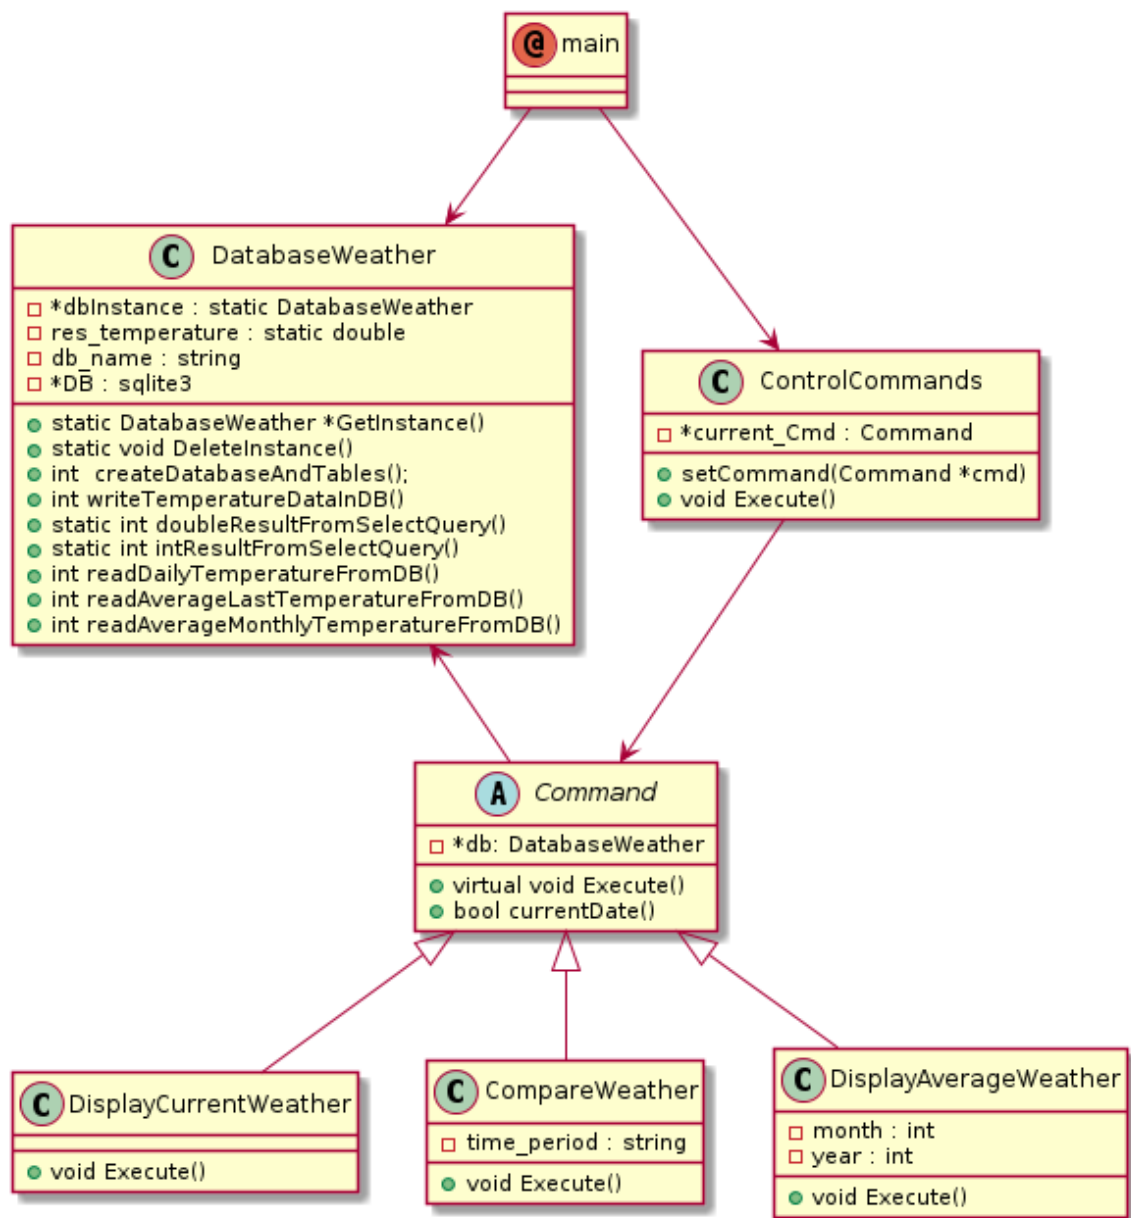 @ main
C DatabaseWeather
*dbInstance : static DatabaseWeather
res_temperature : static double
db_name : string
*DB : sqlite3
static DatabaseWeather *GetInstance()
static void DeleteInstance()
int  createDatabaseAndTables();
int writeTemperatureDataInDB()
static int doubleResultFromSelectQuery()
static int intResultFromSelectQuery()
int readDailyTemperatureFromDB()
int readAverageLastTemperatureFromDB()
int readAverageMonthlyTemperatureFromDB()
C ControlCommands
*current_Cmd : Command
setCommand(Command *cmd)
void Execute()
A Command
*db: DatabaseWeather
virtual void Execute()
bool currentDate()
C DisplayCurrentWeather
void Execute()
C CompareWeather
time_period : string
void Execute()
C DisplayAverageWeather
month : int
year : int
void Execute()